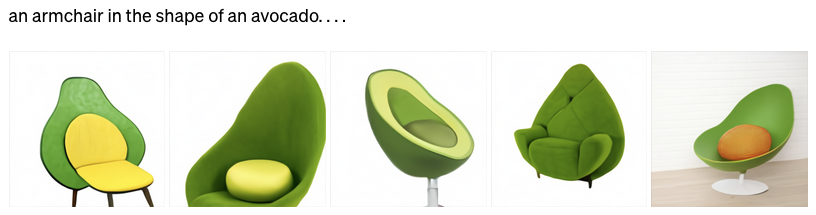 an armchair in the shape of an avocado. . . .